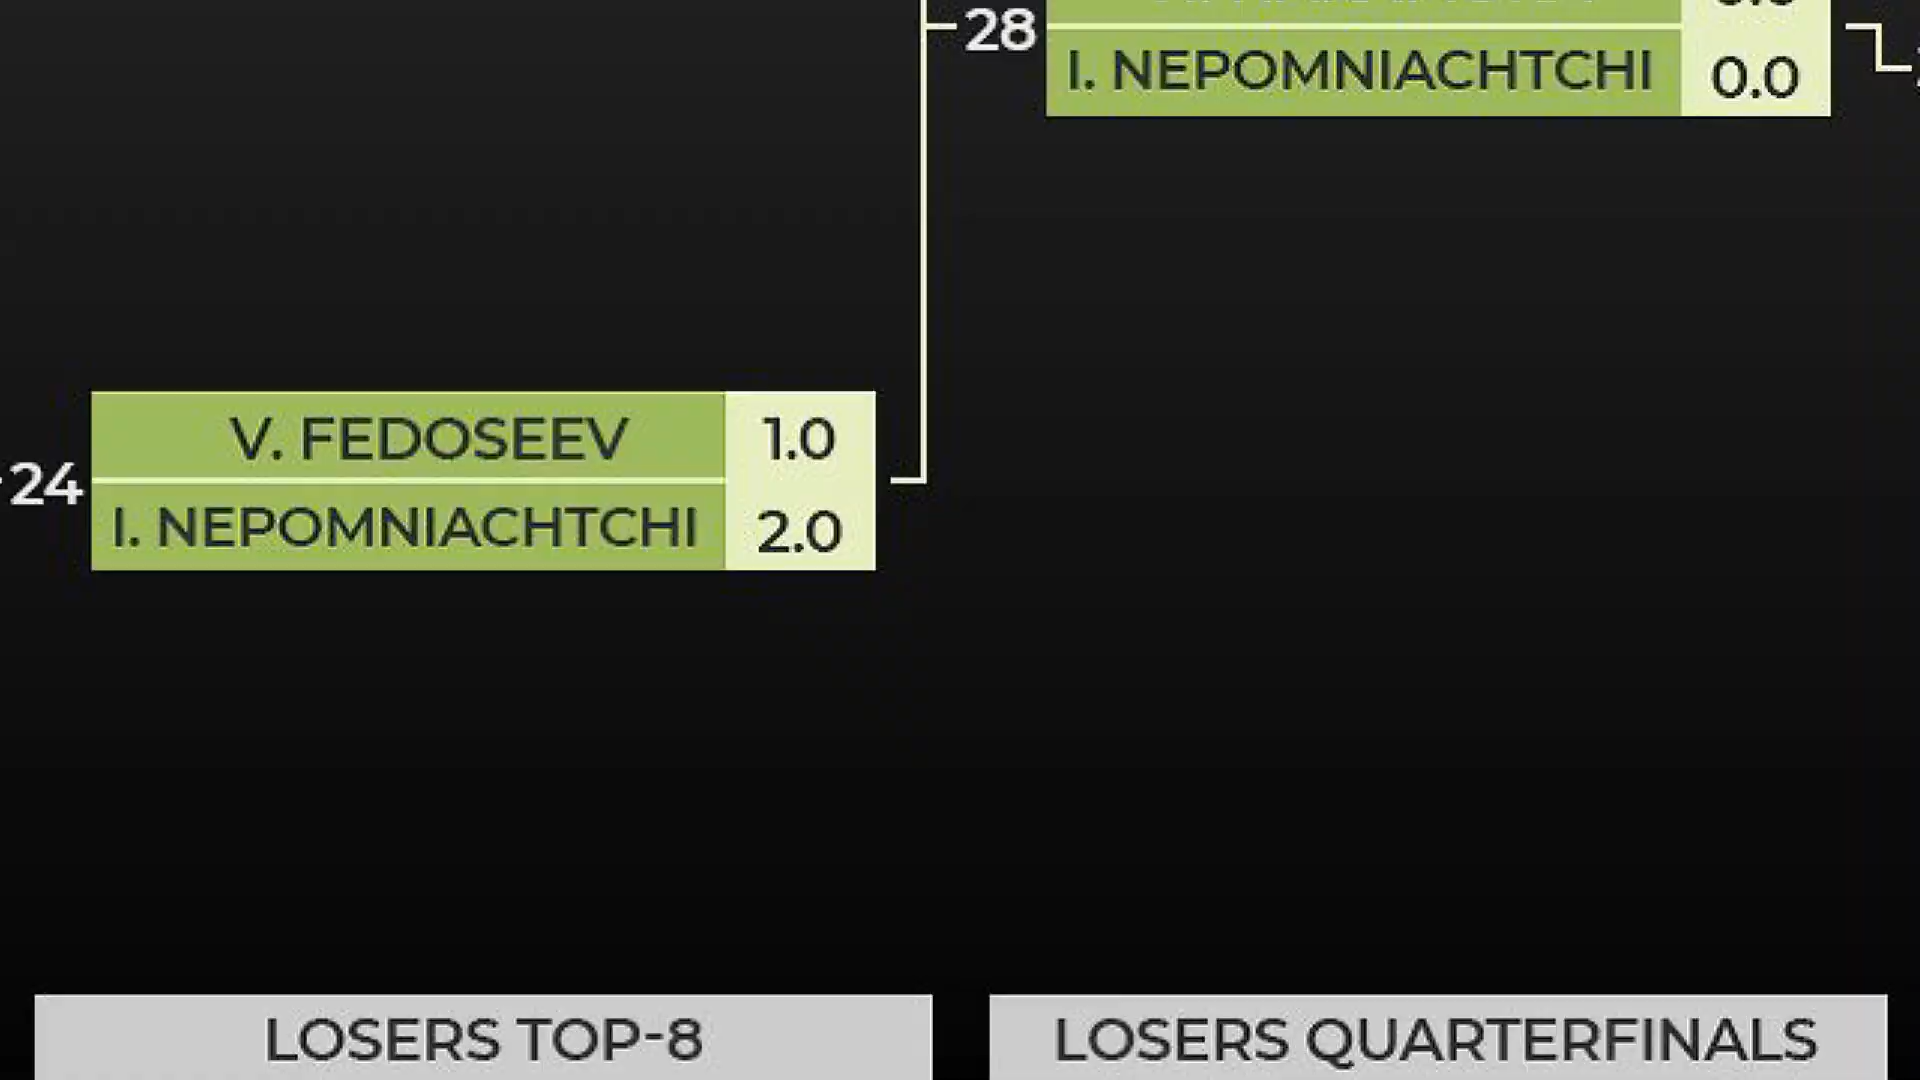 28
I. NEPOMNIACHTCHI 0.0
V. FEDOSEEV 1.0
24
I. NEPOMNIACHTCHI 2.0
LOSERS TOP-8
LOSERS QUARTERFINALS